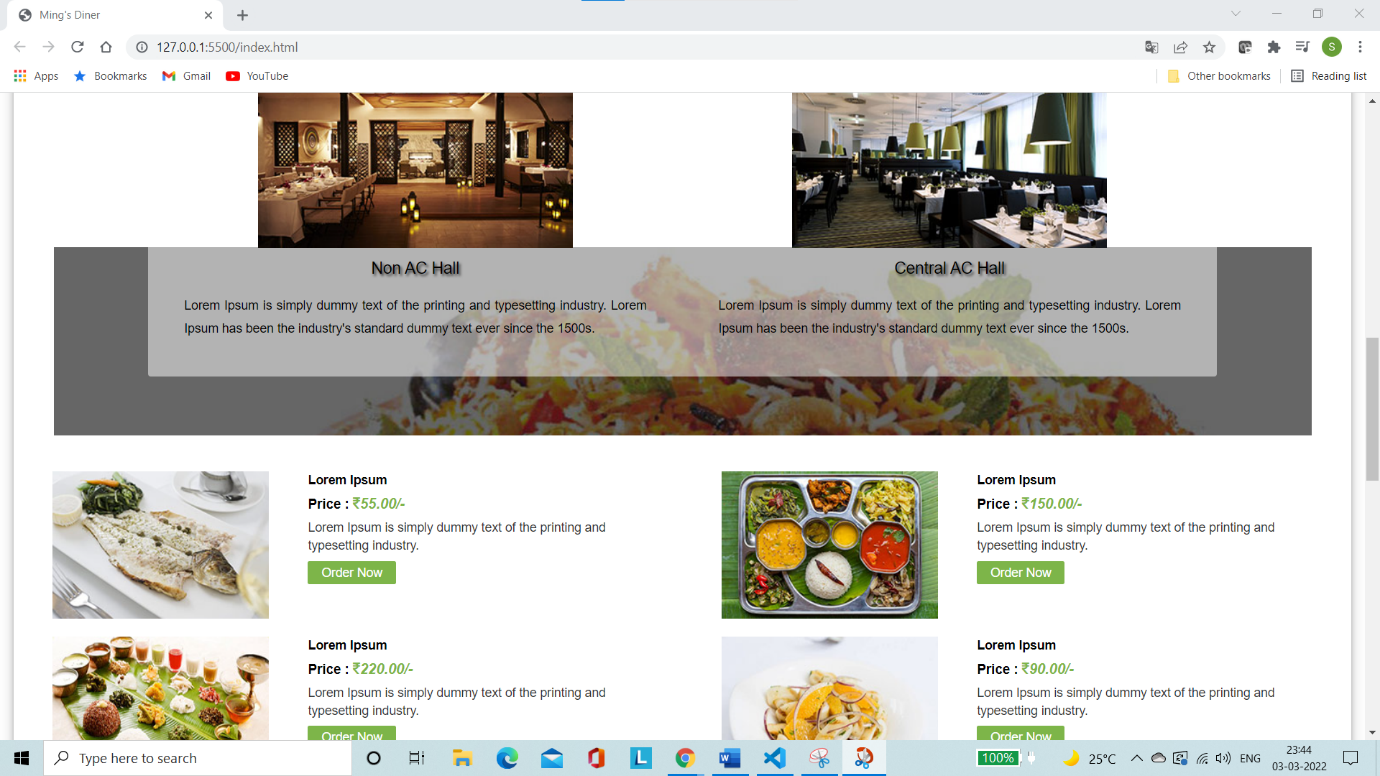 Ming's Diner
127.0.0.1:5500/index.html
S
Apps
Bookmarks
Gmail
YouTube
Other bookmarks
Reading list
Non AC Hall
Lorem Ipsum is simply dummy text of the printing and typesetting industry. Lorem
Ipsum has been the industry's standard dummy text ever since the 1500s.
Central AC Hall
Lorem Ipsum is simply dummy text of the printing and typesetting industry. Lorem
Ipsum has been the industry's standard dummy text ever since the 1500s.
Lorem Ipsum
Price : ₹55.00/-
Lorem Ipsum is simply dummy text of the printing and
typesetting industry.
Order Now
Lorem Ipsum
Price : ₹150.00/-
Lorem Ipsum is simply dummy text of the printing and
typesetting industry.
Order Now
Lorem Ipsum
Price : ₹220.00/-
Lorem Ipsum is simply dummy text of the printing and
typesetting industry.
Order Now
Lorem Ipsum
Price : ₹90.00/-
Lorem Ipsum is simply dummy text of the printing and
typesetting industry.
Order Now
Type here to search
L
100%
25°C
ENG
23:44
03-03-2022